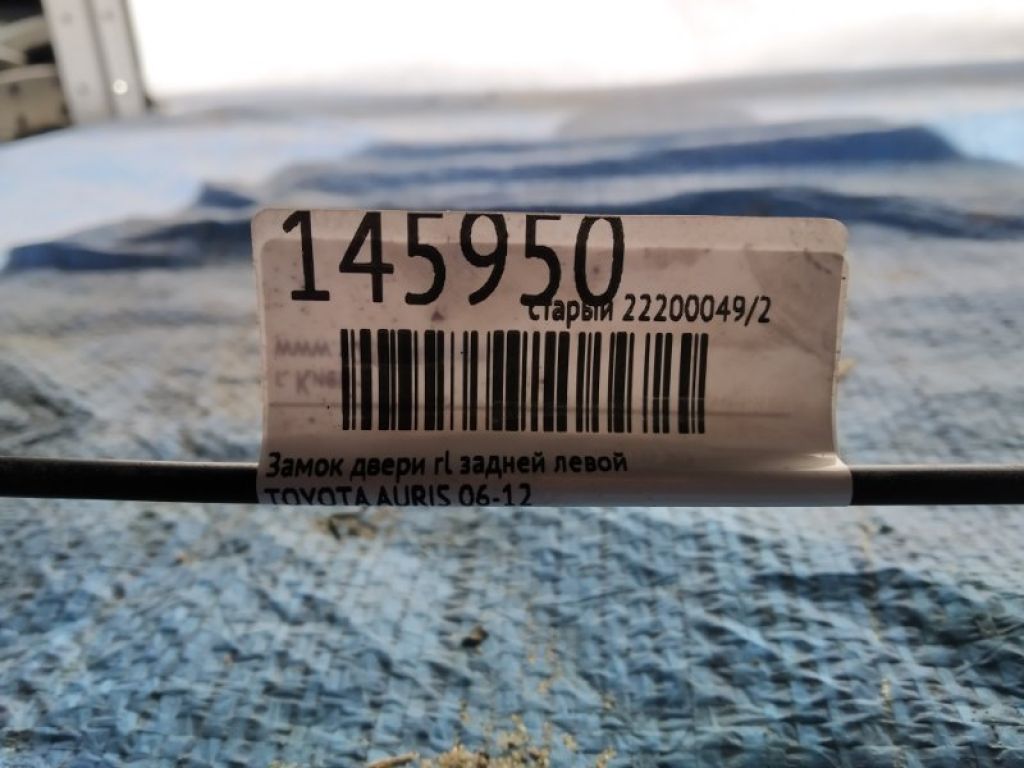 145950
старый 22200049/2
Замок двери rl задней левой
TOYOTA AURIS 06-12